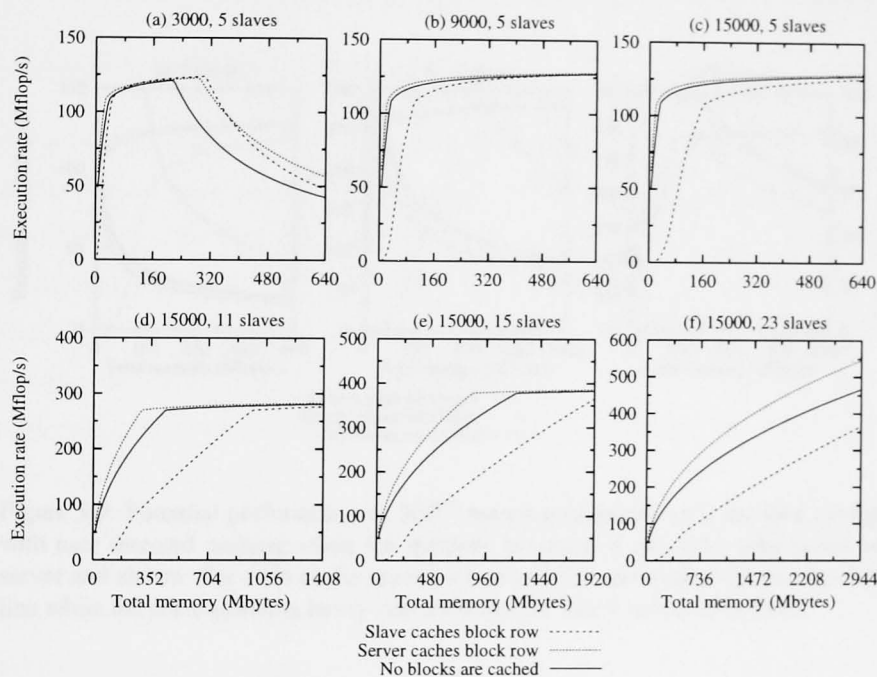 (a) 3000, 5 slaves
(b) 9000, 5 slaves
(c) 15000, 5 slaves
Execution rate (Mflop/s)
150
100
50
0
0 160 320 480 640
150
100
50
0
0 160 320 480 640
150
100
50
0
0 160 320 480 640
(d) 15000, 11 slaves
(e) 15000, 15 slaves
(f) 15000, 23 slaves
Execution rate (Mflop/s)
400
300
200
100
0
0 352 704 1056 1408
Total memory (Mbytes)
500
400
300
200
100
0
0 480 960 1440 1920
Total memory (Mbytes)
600
500
400
300
200
100
0
0 736 1472 2208 2944
Total memory (Mbytes)
Slave caches block row
Server caches block row
No blocks are cached